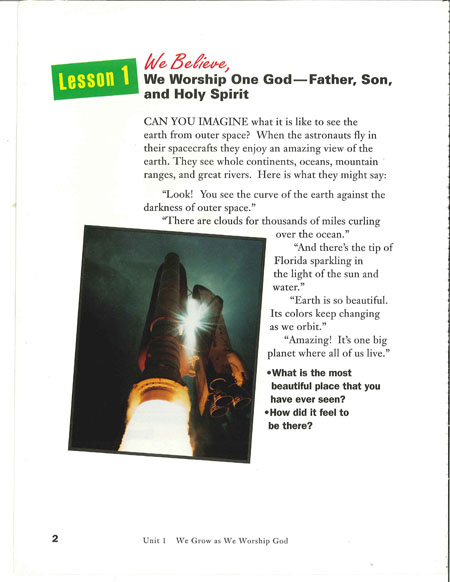 Lesson 1
We Believe,
We Worship One God—Father, Son,
and Holy Spirit
CAN YOU IMAGINE what it is like to see the
earth from outer space? When the astronauts fly in
their spacecrafts they enjoy an amazing view of the
earth. They see whole continents, oceans, mountain
ranges, and great rivers. Here is what they might say:
“Look! You see the curve of the earth against the
darkness of outer space.”
“There are clouds for thousands of miles curling
over the ocean.”
“And there's the tip of
Florida sparkling in
the light of the sun and
water.”
“Earth is so beautiful.
Its colors keep changing
as we orbit.”
“Amazing! It's one big
planet where all of us live.”
•What is the most
beautiful place that you
have ever seen?
•How did it feel to
be there?
2
Unit 1 We Grow as We Worship God